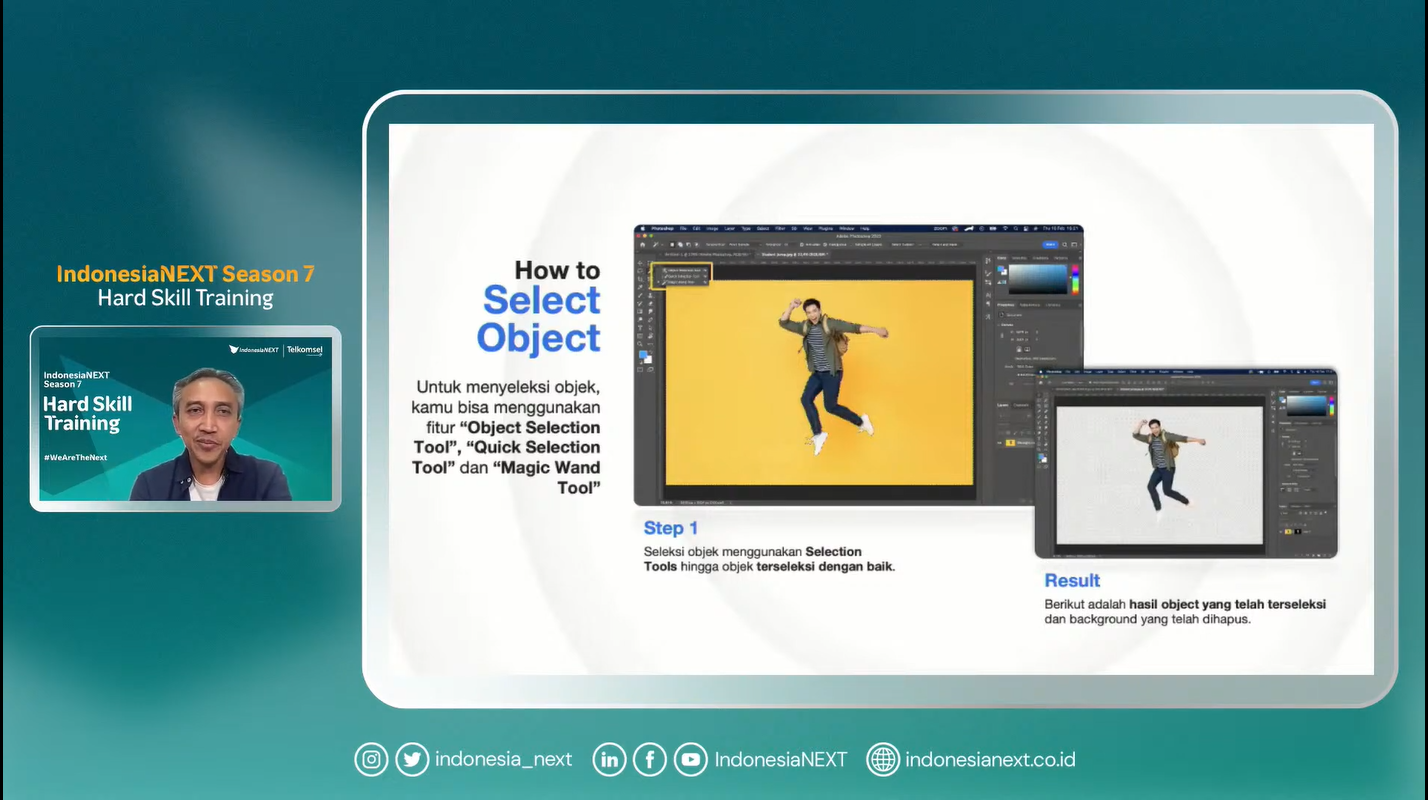 IndonesiaNEXT Season 7
Hard Skill Training
IndonesiaNEXT
Telkomsel
IndonesiaNEXT
Season 7
Hard Skill
Training
#WeAreTheNext
How to
Select
Object
Untuk menyeleksi objek,
kamu bisa menggunakan
fitur “Object Selection
Tool”, “Quick Selection
Tool” dan “Magic Wand
Tool”
Step 1
Seleksi objek menggunakan Selection
Tools hingga objek terseleksi dengan baik.
Result
Berikut adalah hasil object yang telah terseleksi
dan background yang telah dihapus.
indonesia_next
IndonesiaNEXT
indonesianext.co.id